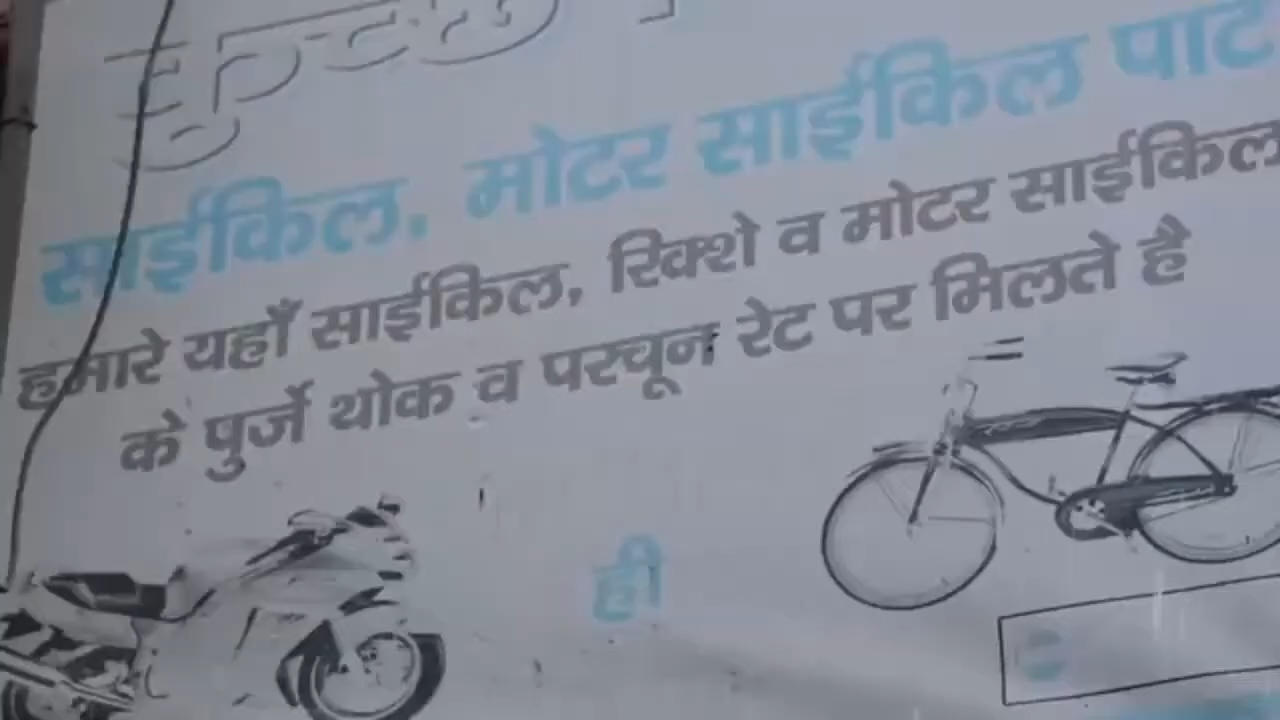 साईकिल, मोटर साईकिल पार्ट
हमारे यहाँ साईकिल, रिक्शे व मोटर साईकिल
के पुर्जे थोक व परचून रेट पर मिलते है
ही